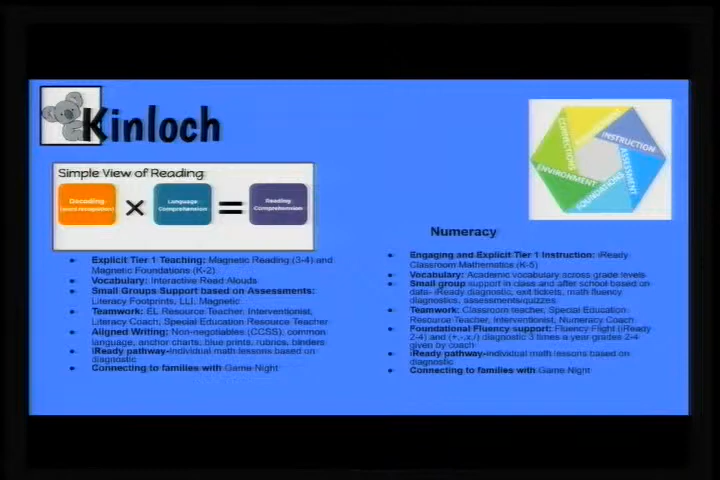 Kinloch
Simple View of Reading
Decoding
(word recognition)
×
Language
Comprehension
=
Reading
Comprehension
Explicit Tier 1 Teaching: Magnetic Reading (3-4) and
Magnetic Foundations (K-2)
Vocabulary: Interactive Read Alouds
Small Groups Support based on Assessments:
Literacy Footprints, LLI, Magnetic
Teamwork: EL Resource Teacher, Interventionist,
Literacy Coach, Special Education Resource Teacher
Aligned Writing: Non-negotiables (CCSS), common
language, anchor charts, blue prints, rubrics, binders
iReady pathway-individual math lessons based on
diagnostic
Connecting to families with Game Night
CONNECTIONS
INSTRUCTION
ASSESSMENT
FOUNDATIONS
ENVIRONMENT
Numeracy
Engaging and Explicit Tier 1 Instruction: iReady
Classroom Mathematics (K-5)
Vocabulary: Academic vocabulary across grade levels
Small group support in class and after school based on
data- iReady diagnostic, exit tickets, math fluency
diagnostics, assessments/quizzes
Teamwork: Classroom teacher, Special Education
Resource Teacher, Interventionist, Numeracy Coach
Foundational Fluency support: Fluency Flight (iReady
2-4) and (+,-,x,/) diagnostic 3 times a year grades 2-4
given by coach
iReady pathway-individual math lessons based on
diagnostic
Connecting to families with Game Night